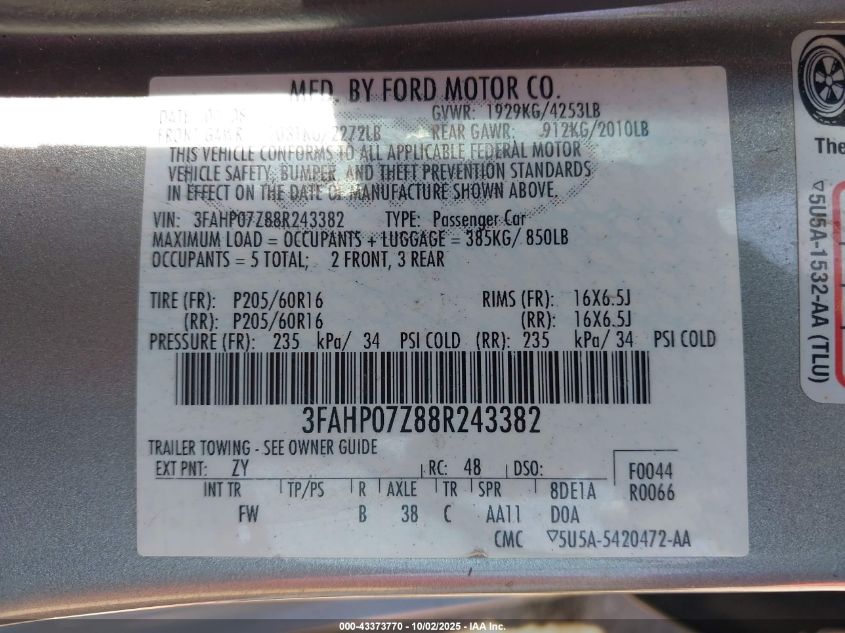 MFD. BY FORD MOTOR CO.
DATE: GVWR: 1929KG/4253LB
FRONT GAWR: 1031KG/2272LB REAR GAWR: 912KG/2010LB
THIS VEHICLE CONFORMS TO ALL APPLICABLE FEDERAL MOTOR
VEHICLE SAFETY, BUMPER, AND THEFT PREVENTION STANDARDS
IN EFFECT ON THE DATE OF MANUFACTURE SHOWN ABOVE.
VIN: 3FAHP07Z88R243382 TYPE: Passenger Car
MAXIMUM LOAD = OCCUPANTS + LUGGAGE = 385KG/ 850LB
OCCUPANTS = 5 TOTAL; 2 FRONT, 3 REAR
TIRE (FR): P205/60R16 RIMS (FR): 16X6.5J
(RR): P205/60R16 (RR): 16X6.5J
PRESSURE (FR): 235 kPa/ 34 PSI COLD (RR): 235 kPa/ 34 PSI COLD
3FAHP07Z88R243382
TRAILER TOWING - SEE OWNER GUIDE
EXT PNT: ZY RC: 48 DSO: F0044
INT TR TP/PS R AXLE TR SPR 8DE1A R0066
FW B 38 C AA11 D0A
CMC ▽5U5A-5420472-AA
The
▽5U5A-1532-AA (TLU)
000-43373770 - 10/02/2025 - IAA Inc.